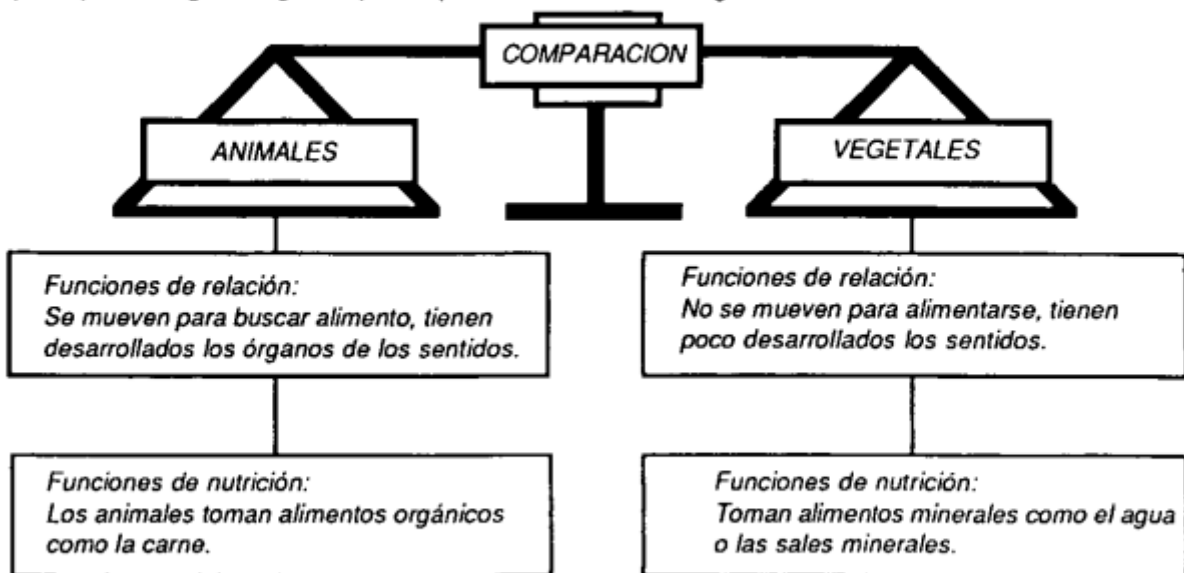 COMPARACION
ANIMALES
VEGETALES
Funciones de relación:
Se mueven para buscar alimento, tienen
desarrollados los órganos de los sentidos.
Funciones de relación:
No se mueven para alimentarse, tienen
poco desarrollados los sentidos.
Funciones de nutrición:
Los animales toman alimentos orgánicos
como la carne.
Funciones de nutrición:
Toman alimentos minerales como el agua
o las sales minerales.